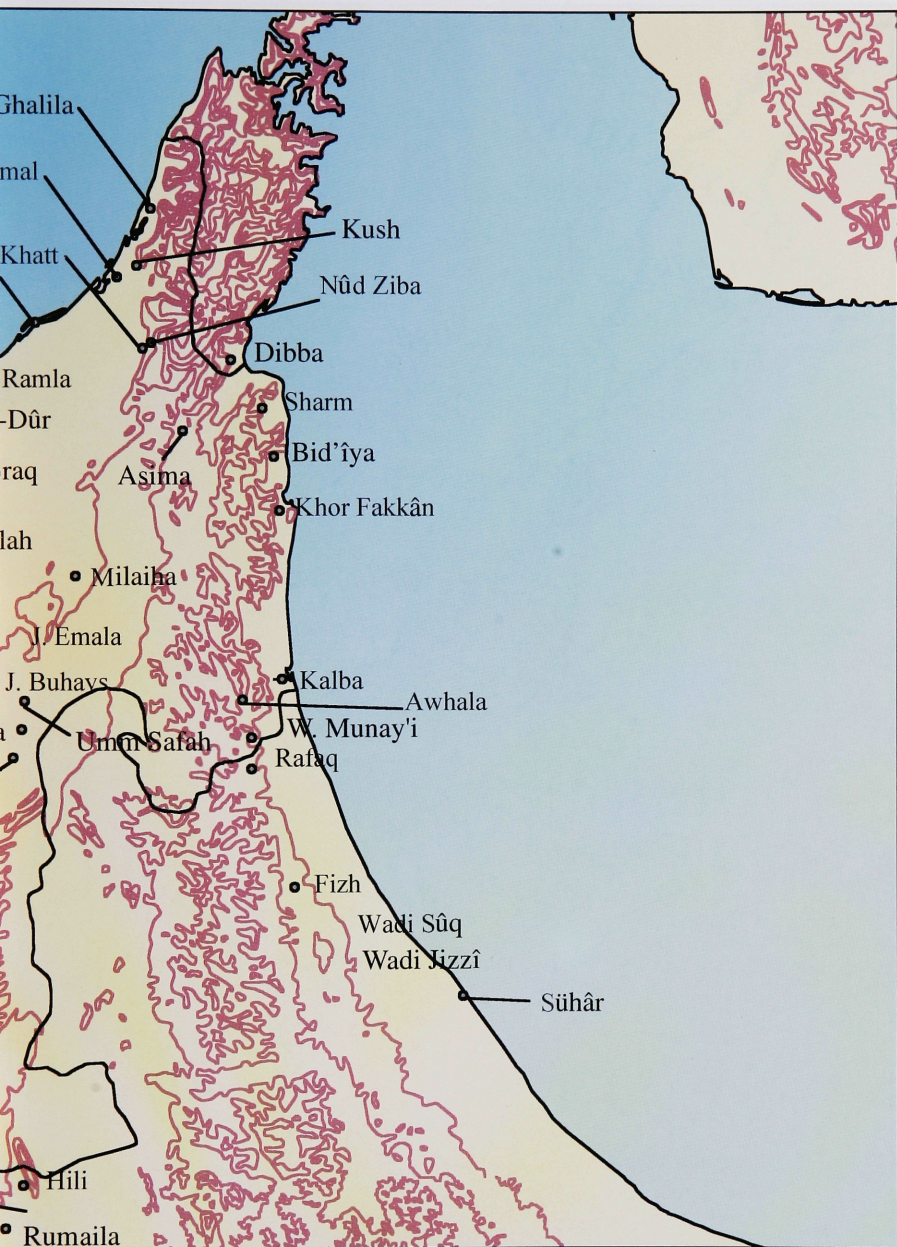 Ghalila
mal
Kush
Khatt
Nûd Ziba
Dibba
Ramla
Sharm
-Dûr
Bid'îya
raq
Asima
Khor Fakkân
lah
Milaiha
J. Emala
J. Buhays
Kalba
Awhala
W. Munay'i
a
Umm Safah
Rafaq
Fizh
Wadi Sûq
Wadi Jizzî
Sühâr
Hili
Rumaila